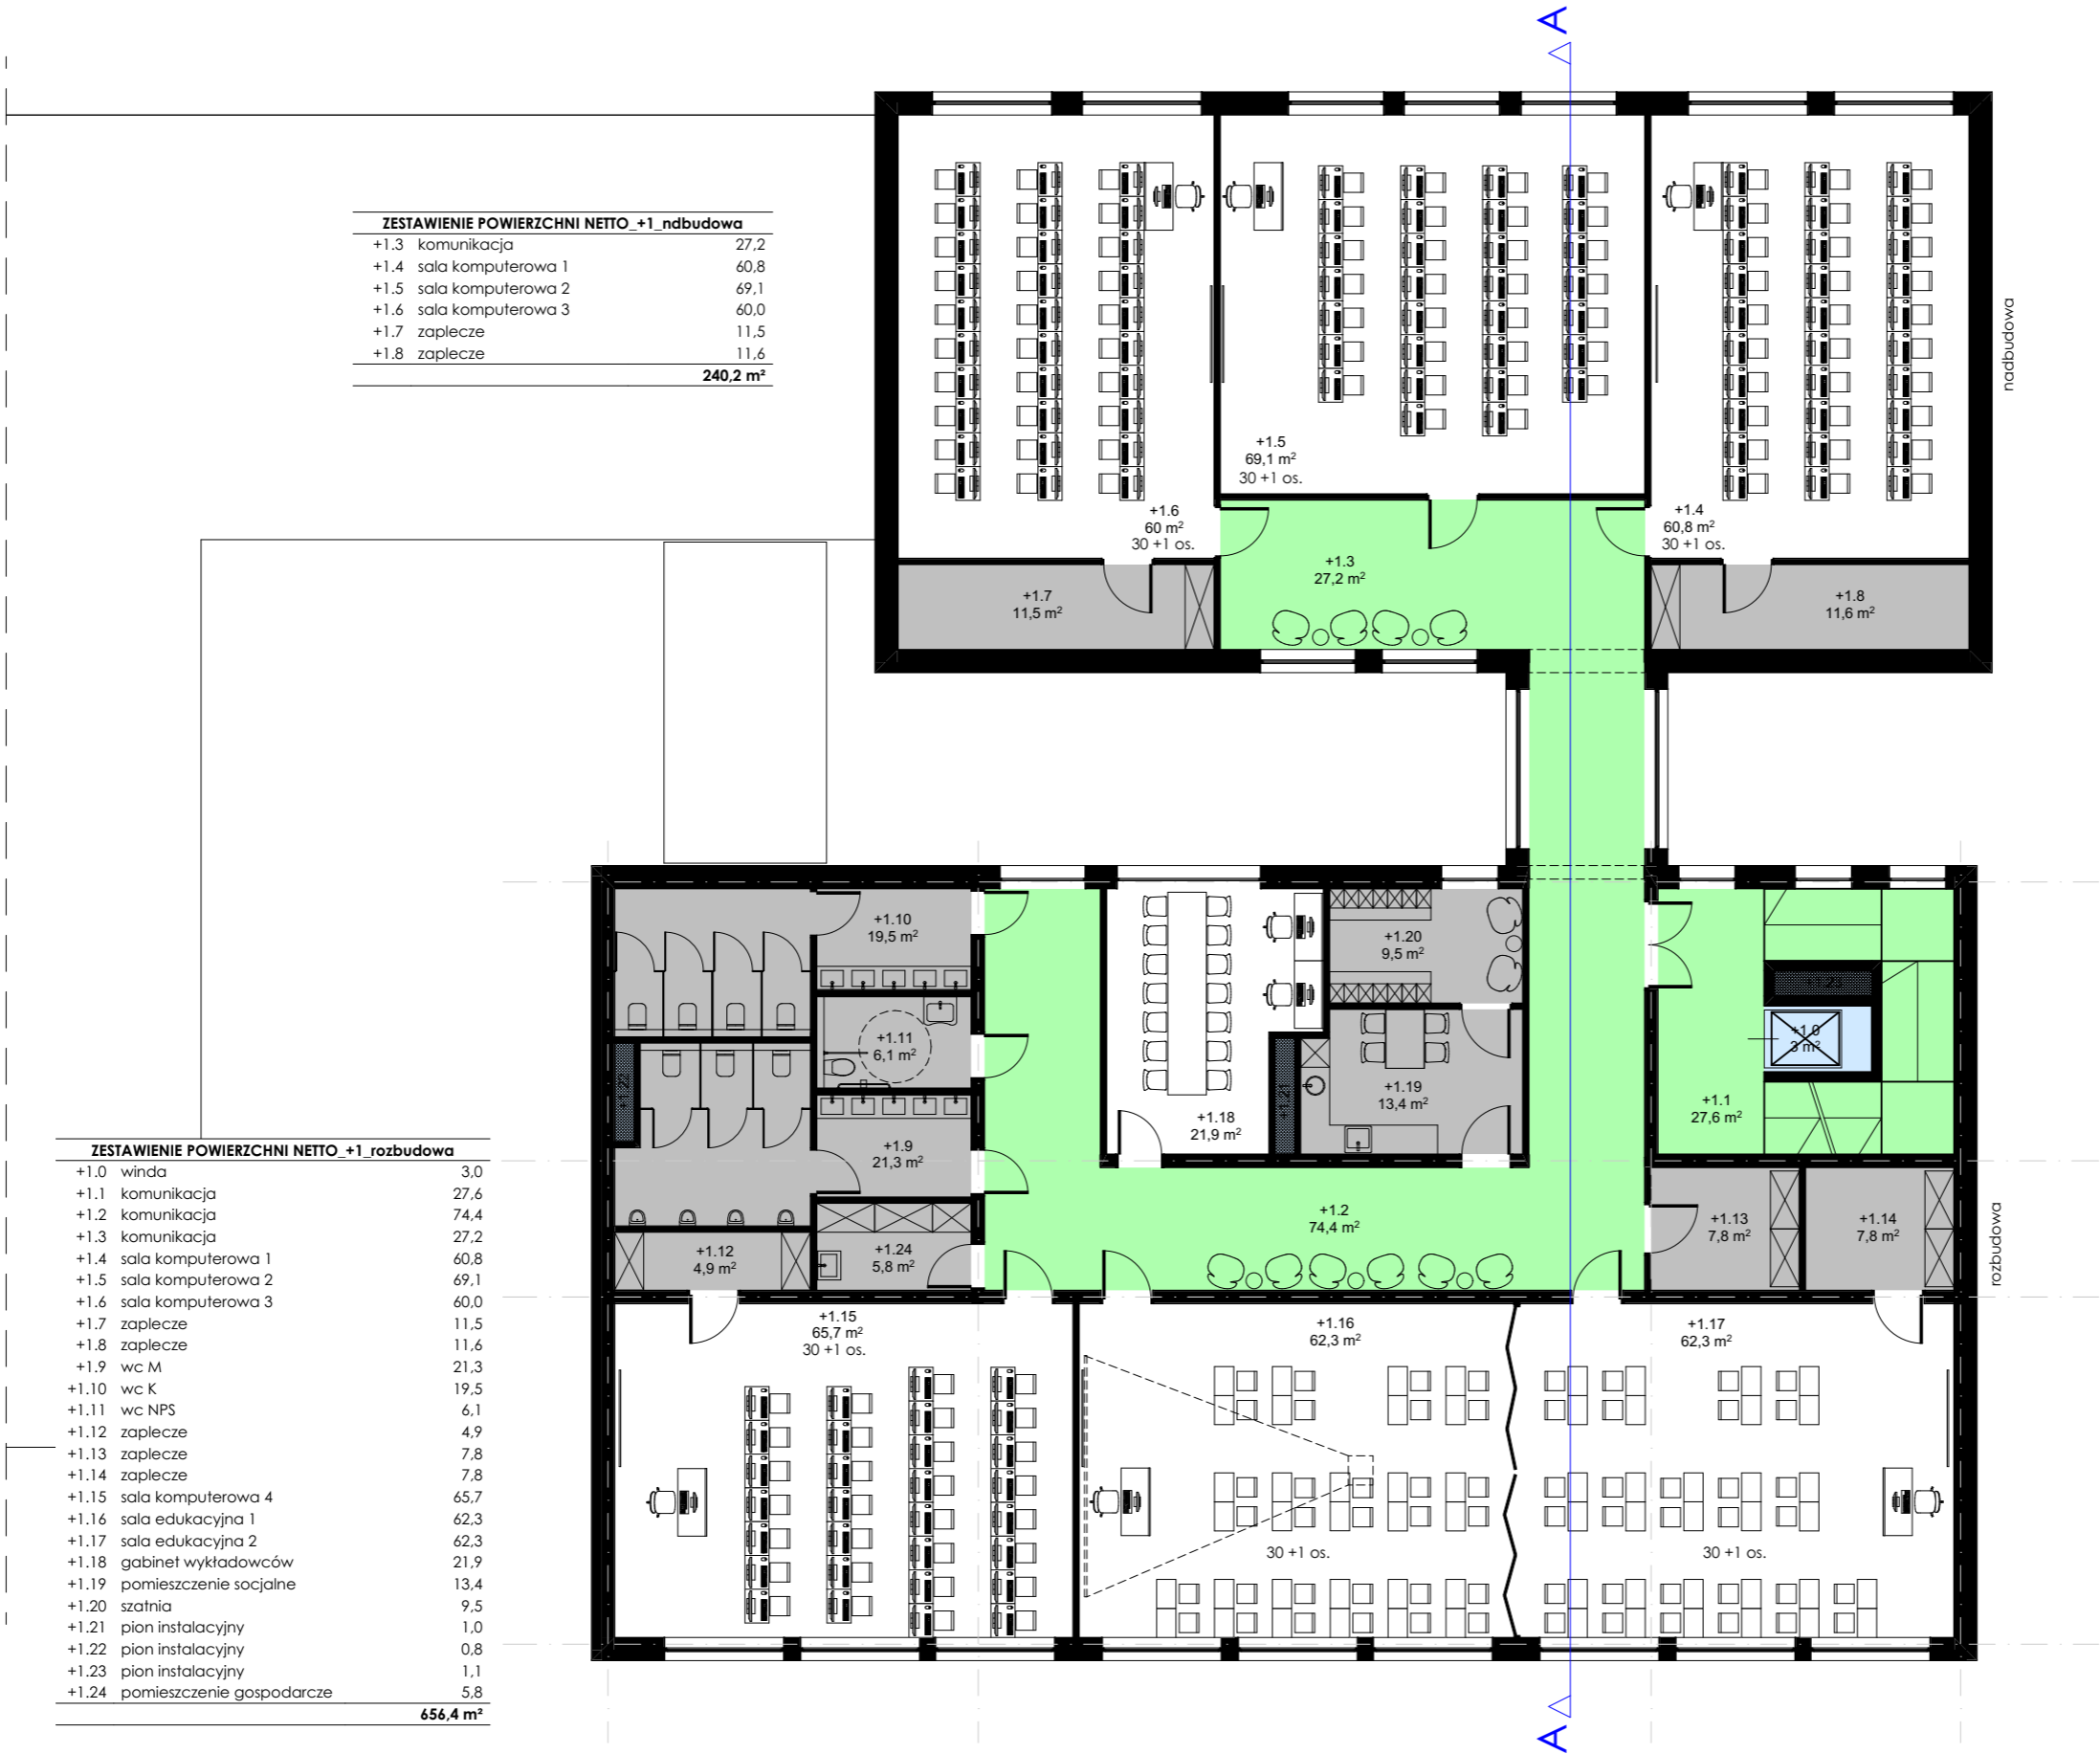 A
ZESTAWIENIE POWIERZCHNI NETTO_+1_ndbudowa
+1.3 komunikacja 27,2
+1.4 sala komputerowa 1 60,8
+1.5 sala komputerowa 2 69,1
+1.6 sala komputerowa 3 60,0
+1.7 zaplecze 11,5
+1.8 zaplecze 11,6
240,2 m²
nadbudowa
+1.5
69,1 m²
30 +1 os.
+1.6
60 m²
30 +1 os.
+1.4
60,8 m²
30 +1 os.
+1.3
27,2 m²
+1.7
11,5 m²
+1.8
11,6 m²
+1.10
19,5 m²
+1.20
9,5 m²
+1.23
+1.0
3 m²
+1.11
6,1 m²
+1.22
+1.21
+1.19
13,4 m²
+1.18
21,9 m²
+1.1
27,6 m²
+1.9
21,3 m²
+1.2
74,4 m²
+1.13
7,8 m²
+1.14
7,8 m²
rozbudowa
+1.12
4,9 m²
+1.24
5,8 m²
+1.15
65,7 m²
30 +1 os.
+1.16
62,3 m²
+1.17
62,3 m²
30 +1 os.
30 +1 os.
ZESTAWIENIE POWIERZCHNI NETTO_+1_rozbudowa
+1.0 winda 3,0
+1.1 komunikacja 27,6
+1.2 komunikacja 74,4
+1.3 komunikacja 27,2
+1.4 sala komputerowa 1 60,8
+1.5 sala komputerowa 2 69,1
+1.6 sala komputerowa 3 60,0
+1.7 zaplecze 11,5
+1.8 zaplecze 11,6
+1.9 wc M 21,3
+1.10 wc K 19,5
+1.11 wc NPS 6,1
+1.12 zaplecze 4,9
+1.13 zaplecze 7,8
+1.14 zaplecze 7,8
+1.15 sala komputerowa 4 65,7
+1.16 sala edukacyjna 1 62,3
+1.17 sala edukacyjna 2 62,3
+1.18 gabinet wykładowców 21,9
+1.19 pomieszczenie socjalne 13,4
+1.20 szatnia 9,5
+1.21 pion instalacyjny 1,0
+1.22 pion instalacyjny 0,8
+1.23 pion instalacyjny 1,1
+1.24 pomieszczenie gospodarcze 5,8
656,4 m²
A